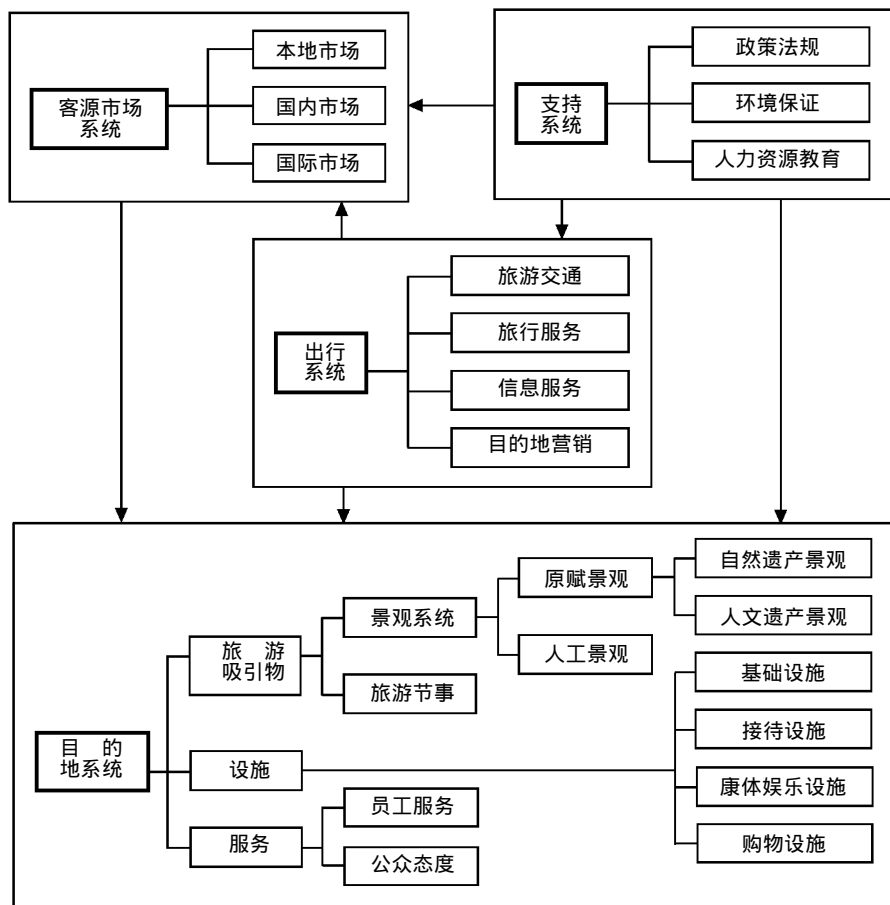 客源市场
系统
本地市场
国内市场
国际市场
支持
系统
政策法规
环境保证
人力资源教育
出行
系统
旅游交通
旅行服务
信息服务
目的地营销
目 的
地系统
旅 游
吸引物
景观系统
原赋景观
自然遗产景观
人文遗产景观
人工景观
旅游节事
设施
基础设施
接待设施
康体娱乐设施
购物设施
服务
员工服务
公众态度